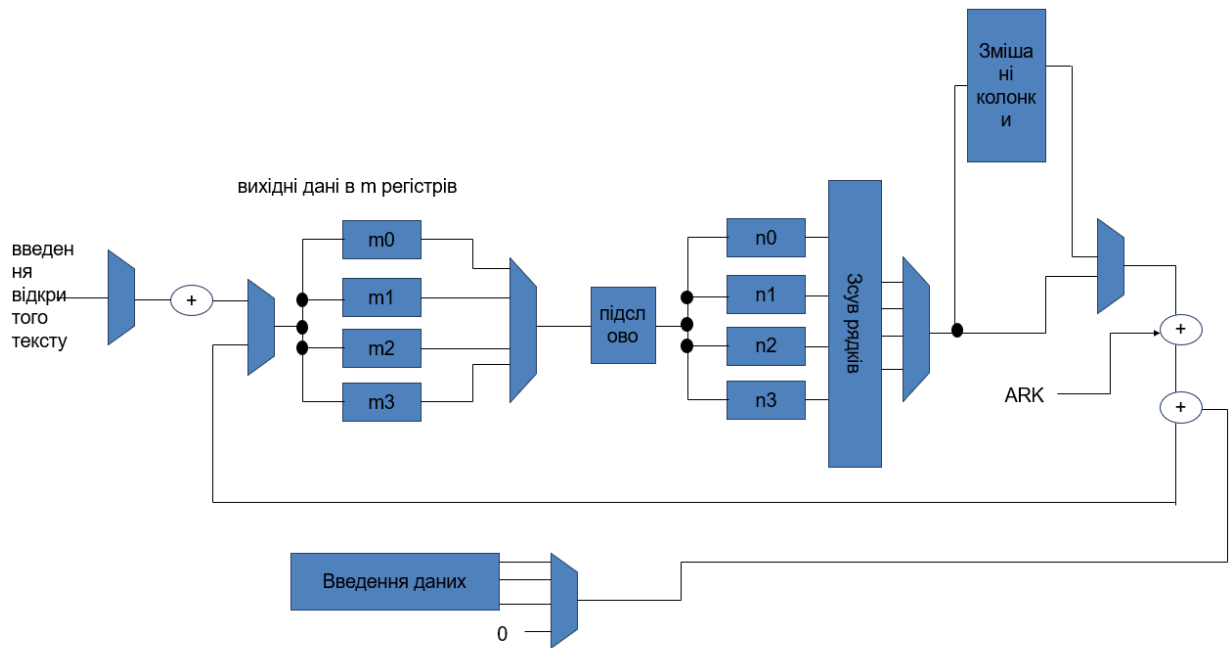 Зміша
ні
колонк
и
вихідні дані в m регістрів
введен
ня
відкри
того
тексту
+
m0
m1
m2
m3
підсл
ово
n0
n1
n2
n3
Зсув рядків
+
ARK
+
Введення даних
0